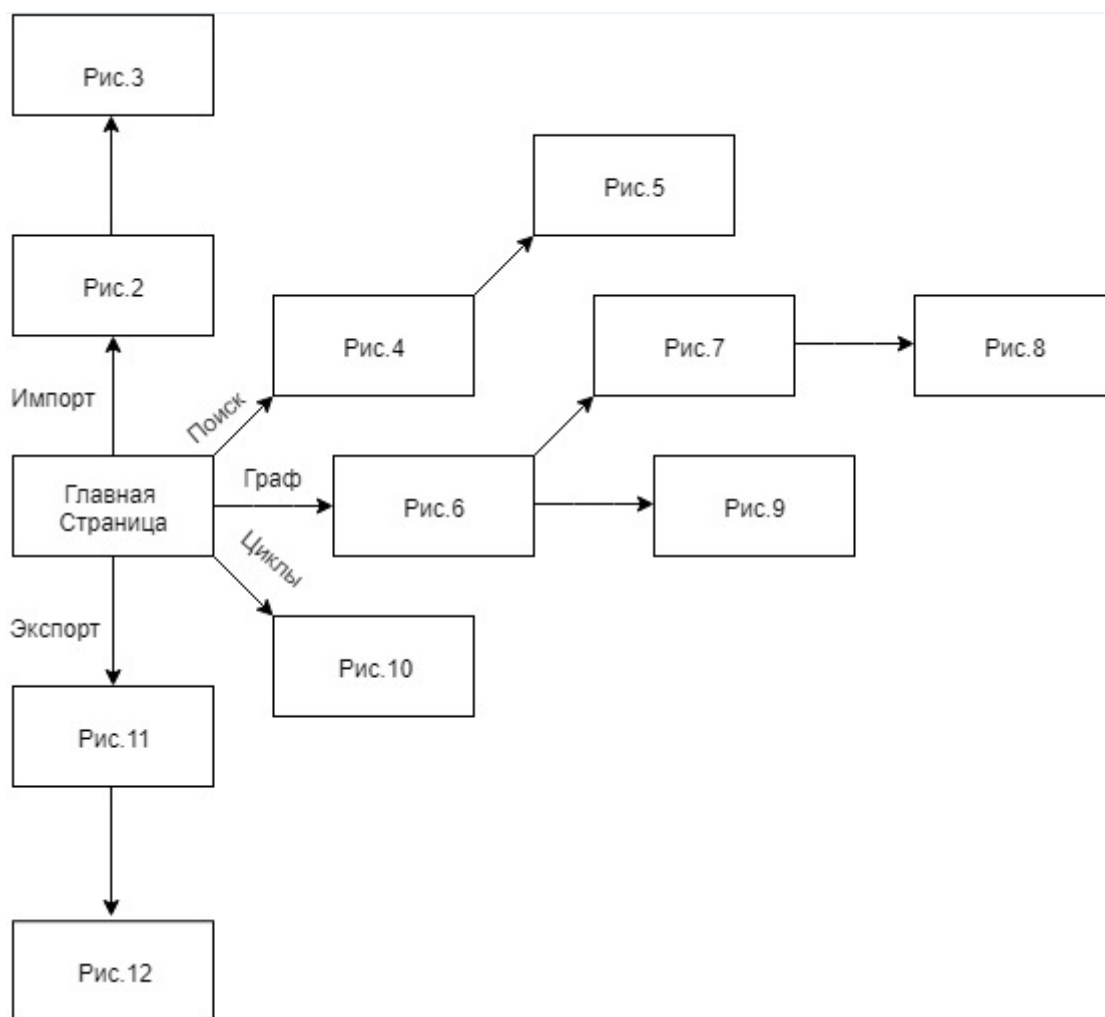 Рис.3
Рис.5
Рис.2
Рис.4
Рис.7
Рис.8
Импорт
Поиск
Главная
Страница
Граф
Рис.6
Рис.9
Циклы
Экспорт
Рис.10
Рис.11
Рис.12